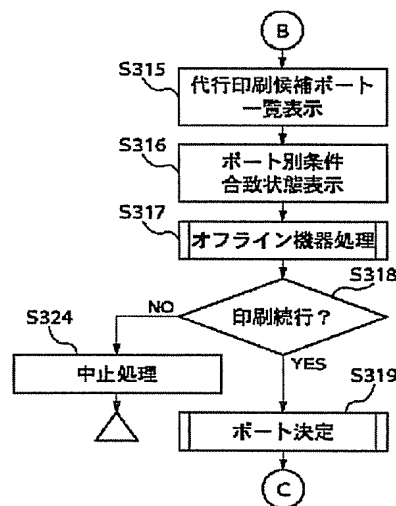 B
S315
代行印刷候補ポート
一覧表示
S316
ポート別条件
合致状態表示
S317
オフライン機器処理
S318
印刷続行？
NO
YES
S324
中止処理
S319
ポート決定
C